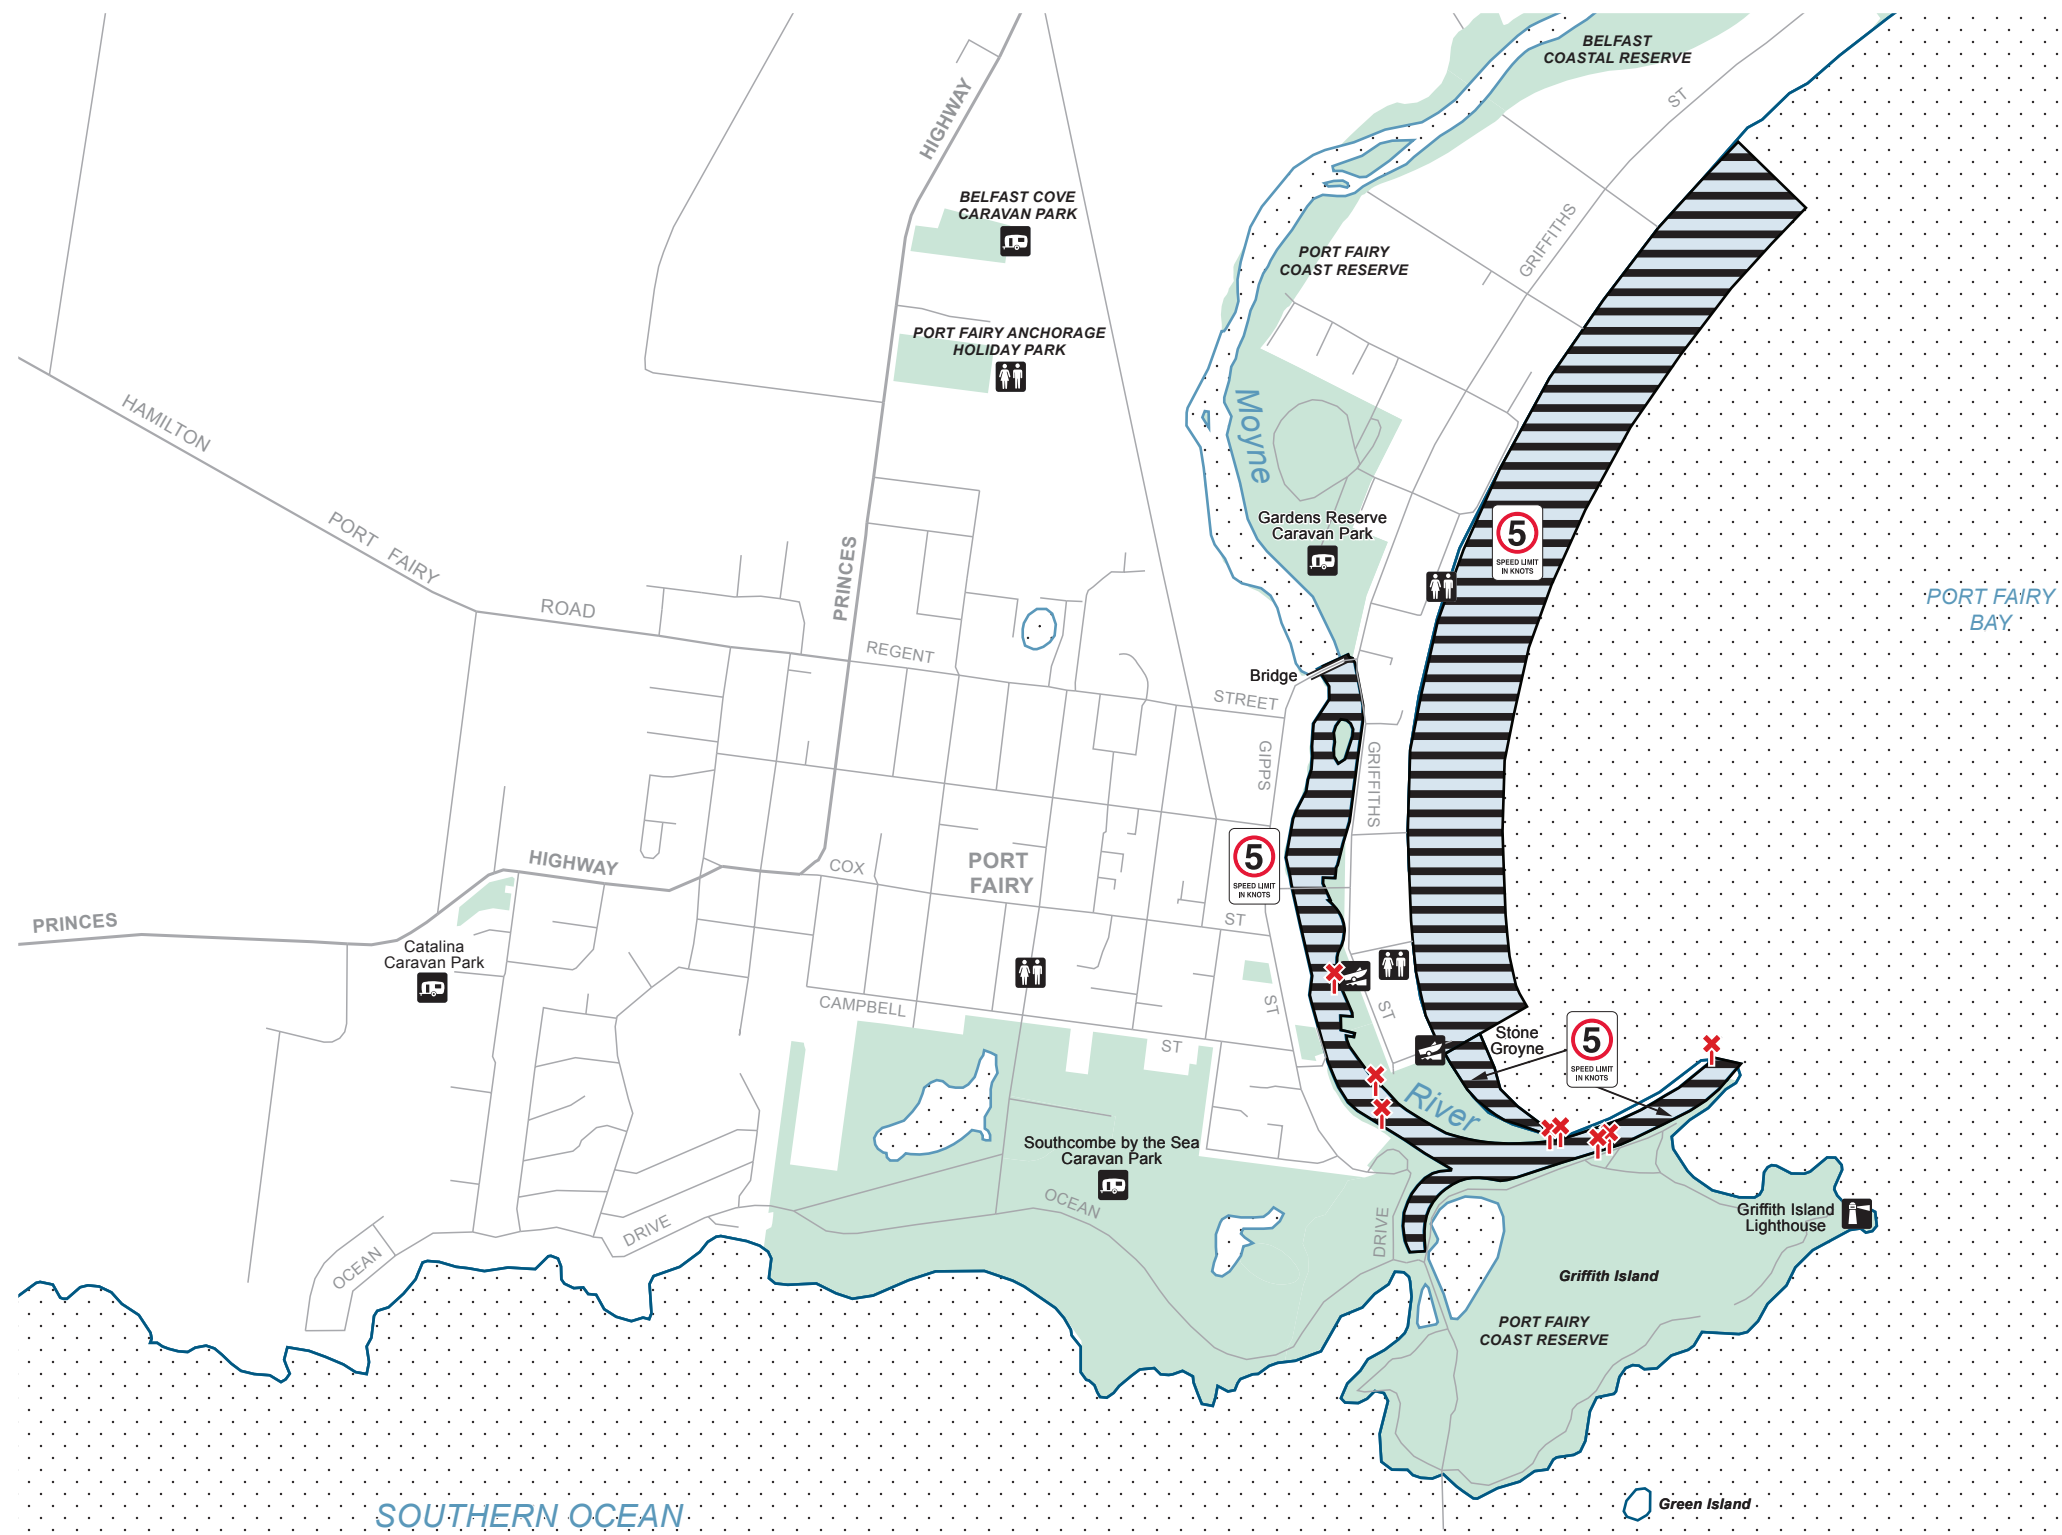 BELFAST
COASTAL RESERVE
ST
HIGHWAY
BELFAST COVE
CARAVAN PARK
GRIFFITHS
PORT FAIRY
COAST RESERVE
PORT FAIRY ANCHORAGE
HOLIDAY PARK
HAMILTON
Moyne
PORT FAIRY
Gardens Reserve
Caravan Park
5
SPEED LIMIT
IN KNOTS
PRINCES
ROAD
PORT FAIRY
BAY
REGENT
Bridge
STREET
GIPPS
GRIFFITHS
HIGHWAY
COX
PORT
FAIRY
5
SPEED LIMIT
IN KNOTS
PRINCES
ST
Catalina
Caravan Park
CAMPBELL
ST
ST
ST
Stone
Groyne
5
SPEED LIMIT
IN KNOTS
River
Southcombe by the Sea
Caravan Park
OCEAN
DRIVE
DRIVE
OCEAN
Griffith Island
Lighthouse
Griffith Island
PORT FAIRY
COAST RESERVE
Green Island
SOUTHERN OCEAN